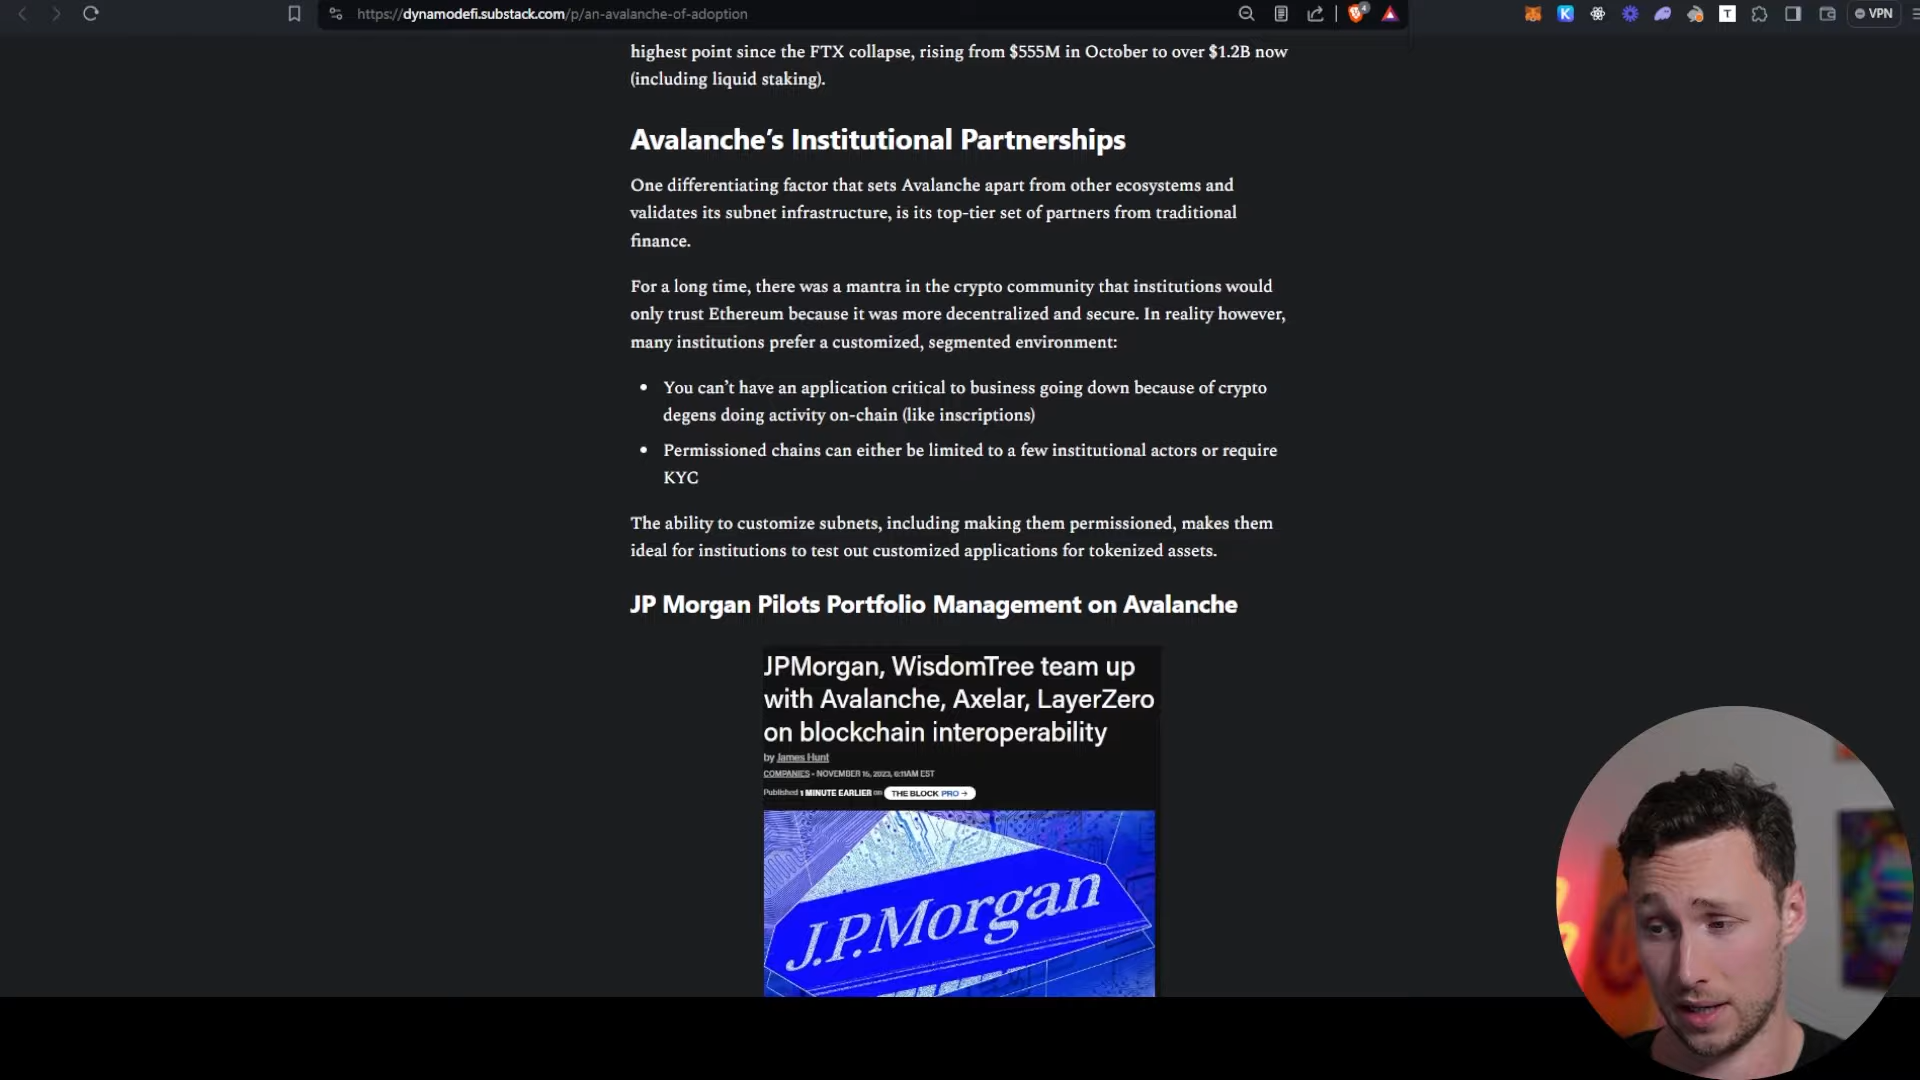 https://dynamodefi.substack.com/p/an-avalanche-of-adoption
4
K
T
VPN
highest point since the FTX collapse, rising from $555M in October to over $1.2B now
(including liquid staking).
Avalanche’s Institutional Partnerships
One differentiating factor that sets Avalanche apart from other ecosystems and
validates its subnet infrastructure, is its top-tier set of partners from traditional
finance.
For a long time, there was a mantra in the crypto community that institutions would
only trust Ethereum because it was more decentralized and secure. In reality however,
many institutions prefer a customized, segmented environment:
• You can’t have an application critical to business going down because of crypto
degens doing activity on-chain (like inscriptions)
• Permissioned chains can either be limited to a few institutional actors or require
KYC
The ability to customize subnets, including making them permissioned, makes them
ideal for institutions to test out customized applications for tokenized assets.
JP Morgan Pilots Portfolio Management on Avalanche
JPMorgan, WisdomTree team up
with Avalanche, Axelar, LayerZero
on blockchain interoperability
by James Hunt
COMPANIES • NOVEMBER 15, 2023, 6:11AM EST
Published 1 MINUTE EARLIER on THE BLOCK PRO →
J.P.Morgan